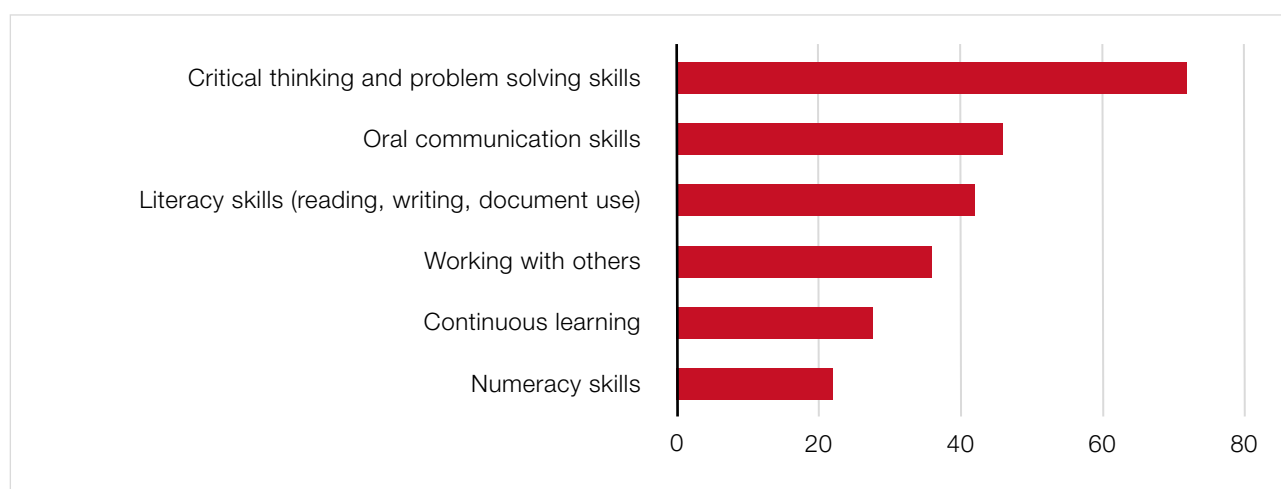 Critical thinking and problem solving skills
Oral communication skills
Literacy skills (reading, writing, document use)
Working with others
Continuous learning
Numeracy skills
0 20 40 60 80